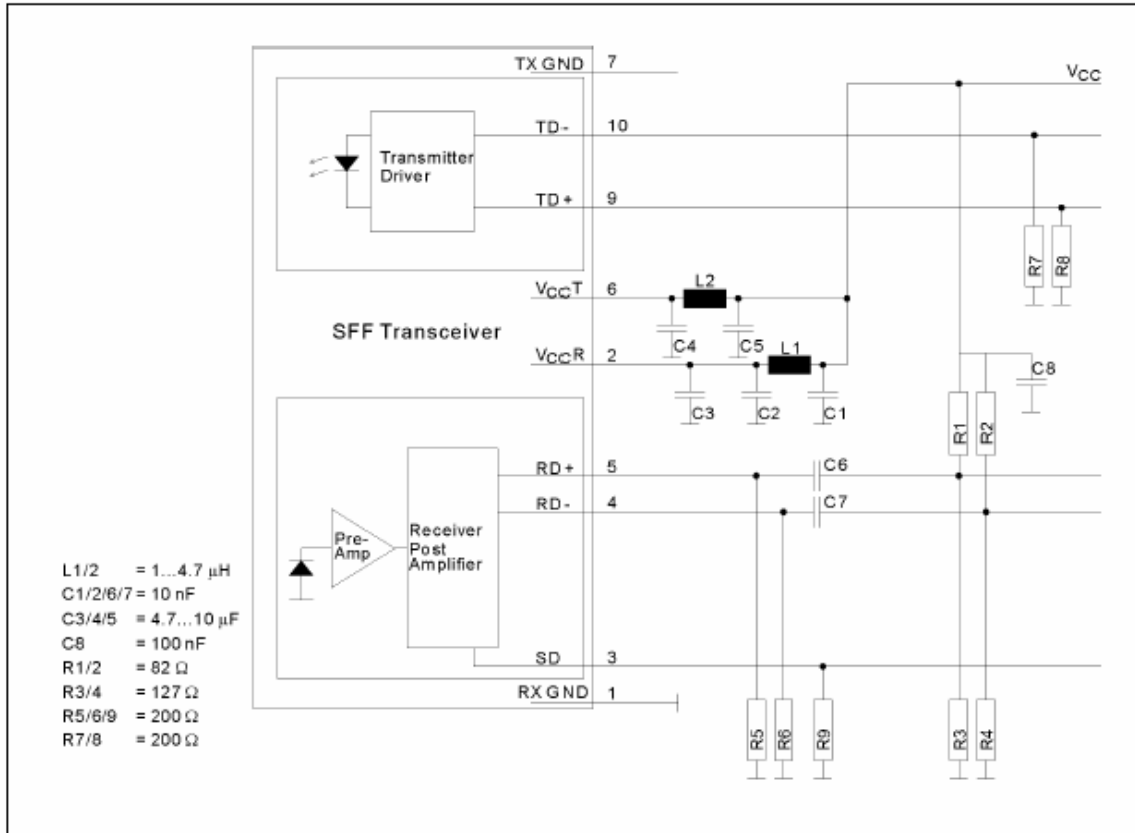 TX GND 7
VCC
TD- 10
Transmitter
Driver
TD+ 9
R7
R8
VCCT 6
L2
SFF Transceiver
C4
C5
VCCR 2
L1
C8
C3
C2
C1
R1
R2
RD+ 5
C6
RD- 4
C7
Pre-
Amp
Receiver
Post
Amplifier
L1/2 = 1...4.7 µH
C1/2/6/7 = 10 nF
C3/4/5 = 4.7...10 µF
C8 = 100 nF
R1/2 = 82 Ω
R3/4 = 127 Ω
R5/6/9 = 200 Ω
R7/8 = 200 Ω
SD 3
RX GND 1
R5
R6
R9
R3
R4